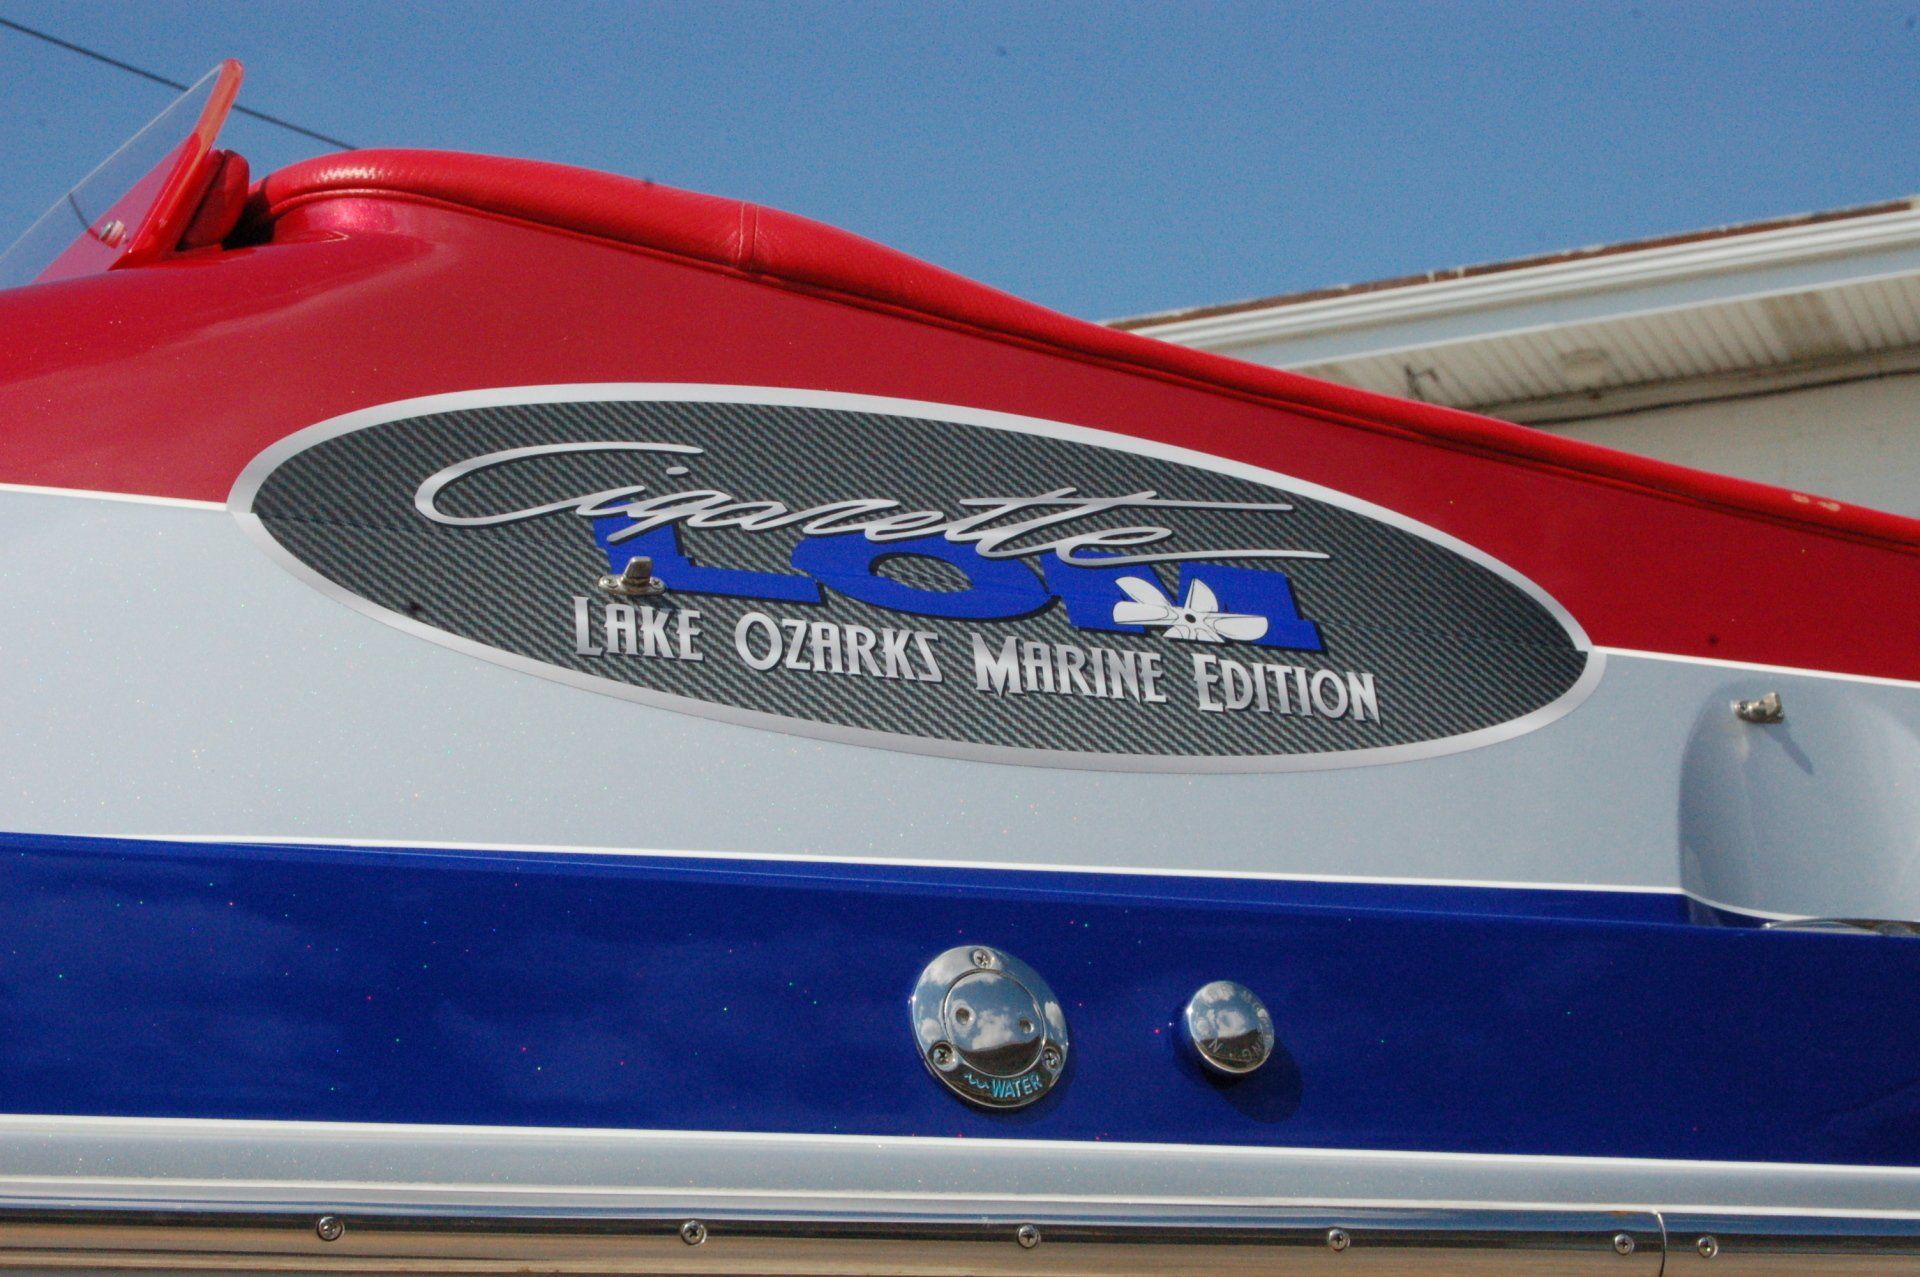 Cigarette
LOM
LAKE OZARKS MARINE EDITION
WATER